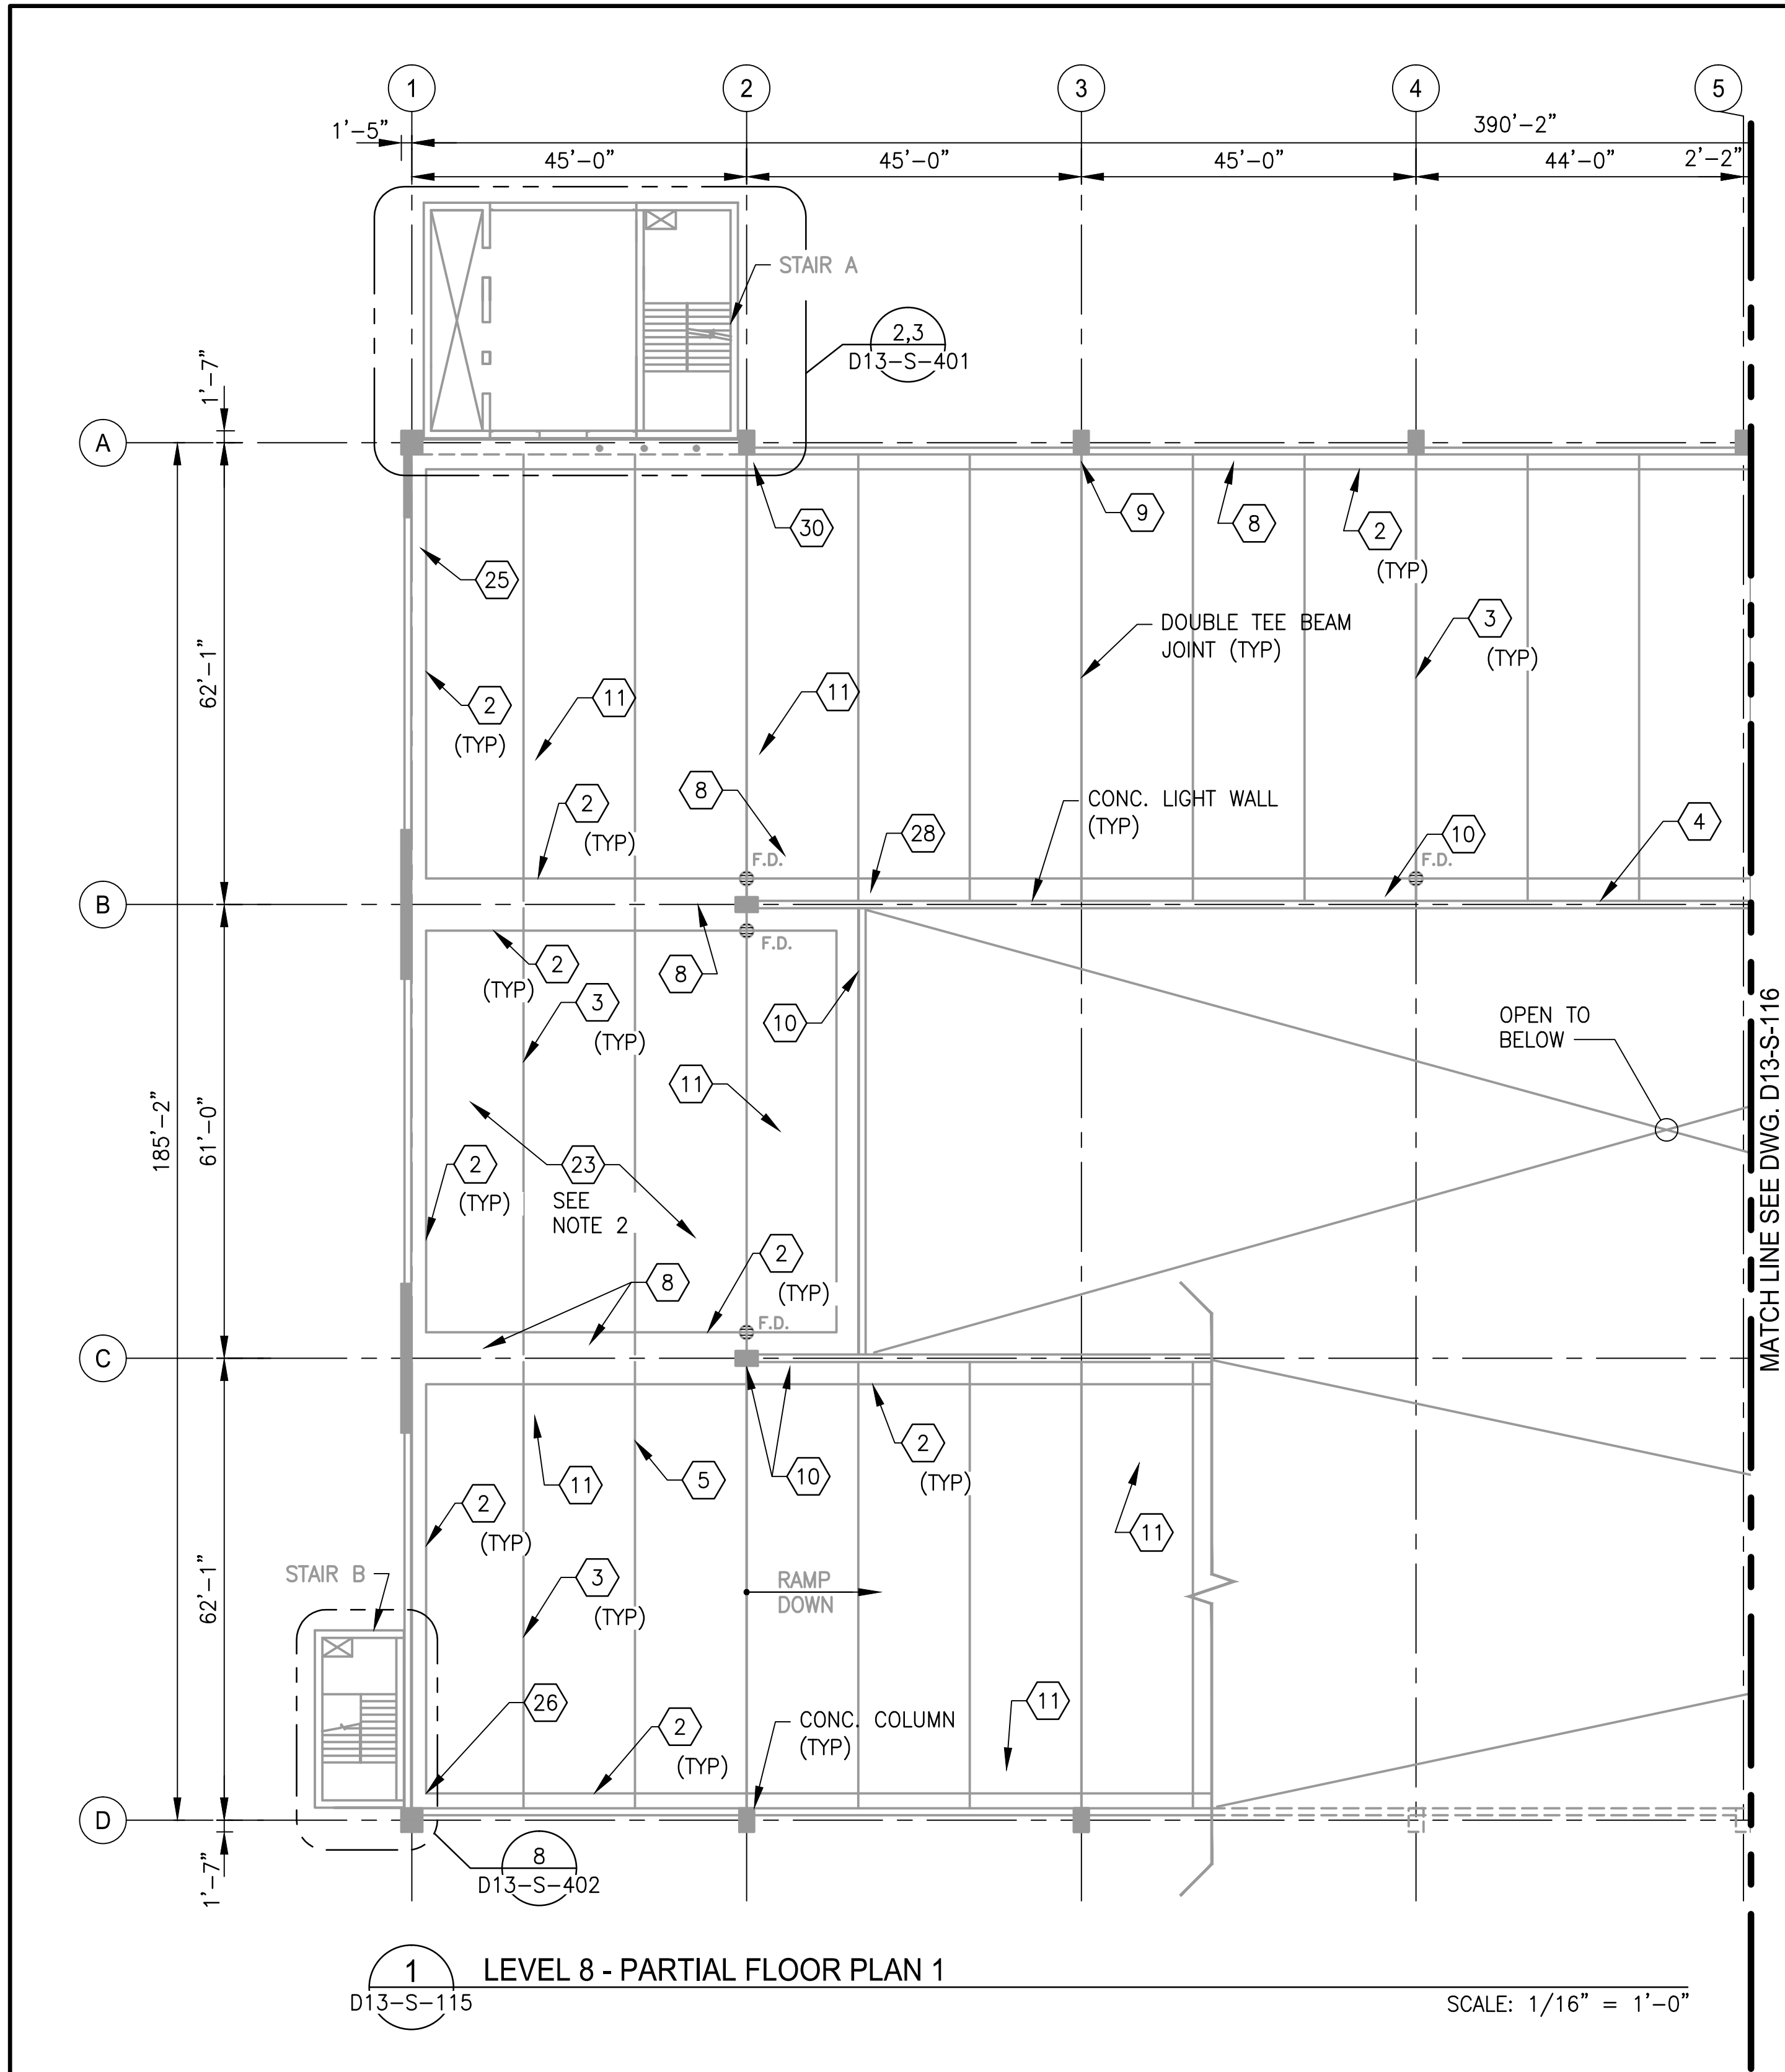 1
2
3
4
5
1'-5"
390'-2"
45'-0"
45'-0"
45'-0"
44'-0"
2'-2"
STAIR A
2,3
D13-S-401
1'-7"
A
30
9
8
2
(TYP)
25
62'-1"
DOUBLE TEE BEAM
JOINT (TYP)
3
(TYP)
2
(TYP)
11
11
8
2
(TYP)
28
CONC. LIGHT WALL
(TYP)
10
4
F.D.
F.D.
B
F.D.
2
(TYP)
8
3
(TYP)
10
OPEN TO
BELOW
11
185'-2"
61'-0"
2
(TYP)
23
SEE
NOTE 2
2
(TYP)
8
F.D.
MATCH LINE SEE DWG. D13-S-116
C
2
(TYP)
11
5
10
2
(TYP)
11
STAIR B
62'-1"
3
(TYP)
RAMP
DOWN
26
2
(TYP)
CONC. COLUMN
(TYP)
11
D
1'-7"
8
D13-S-402
1
D13-S-115
LEVEL 8 - PARTIAL FLOOR PLAN 1
SCALE: 1/16" = 1'-0"